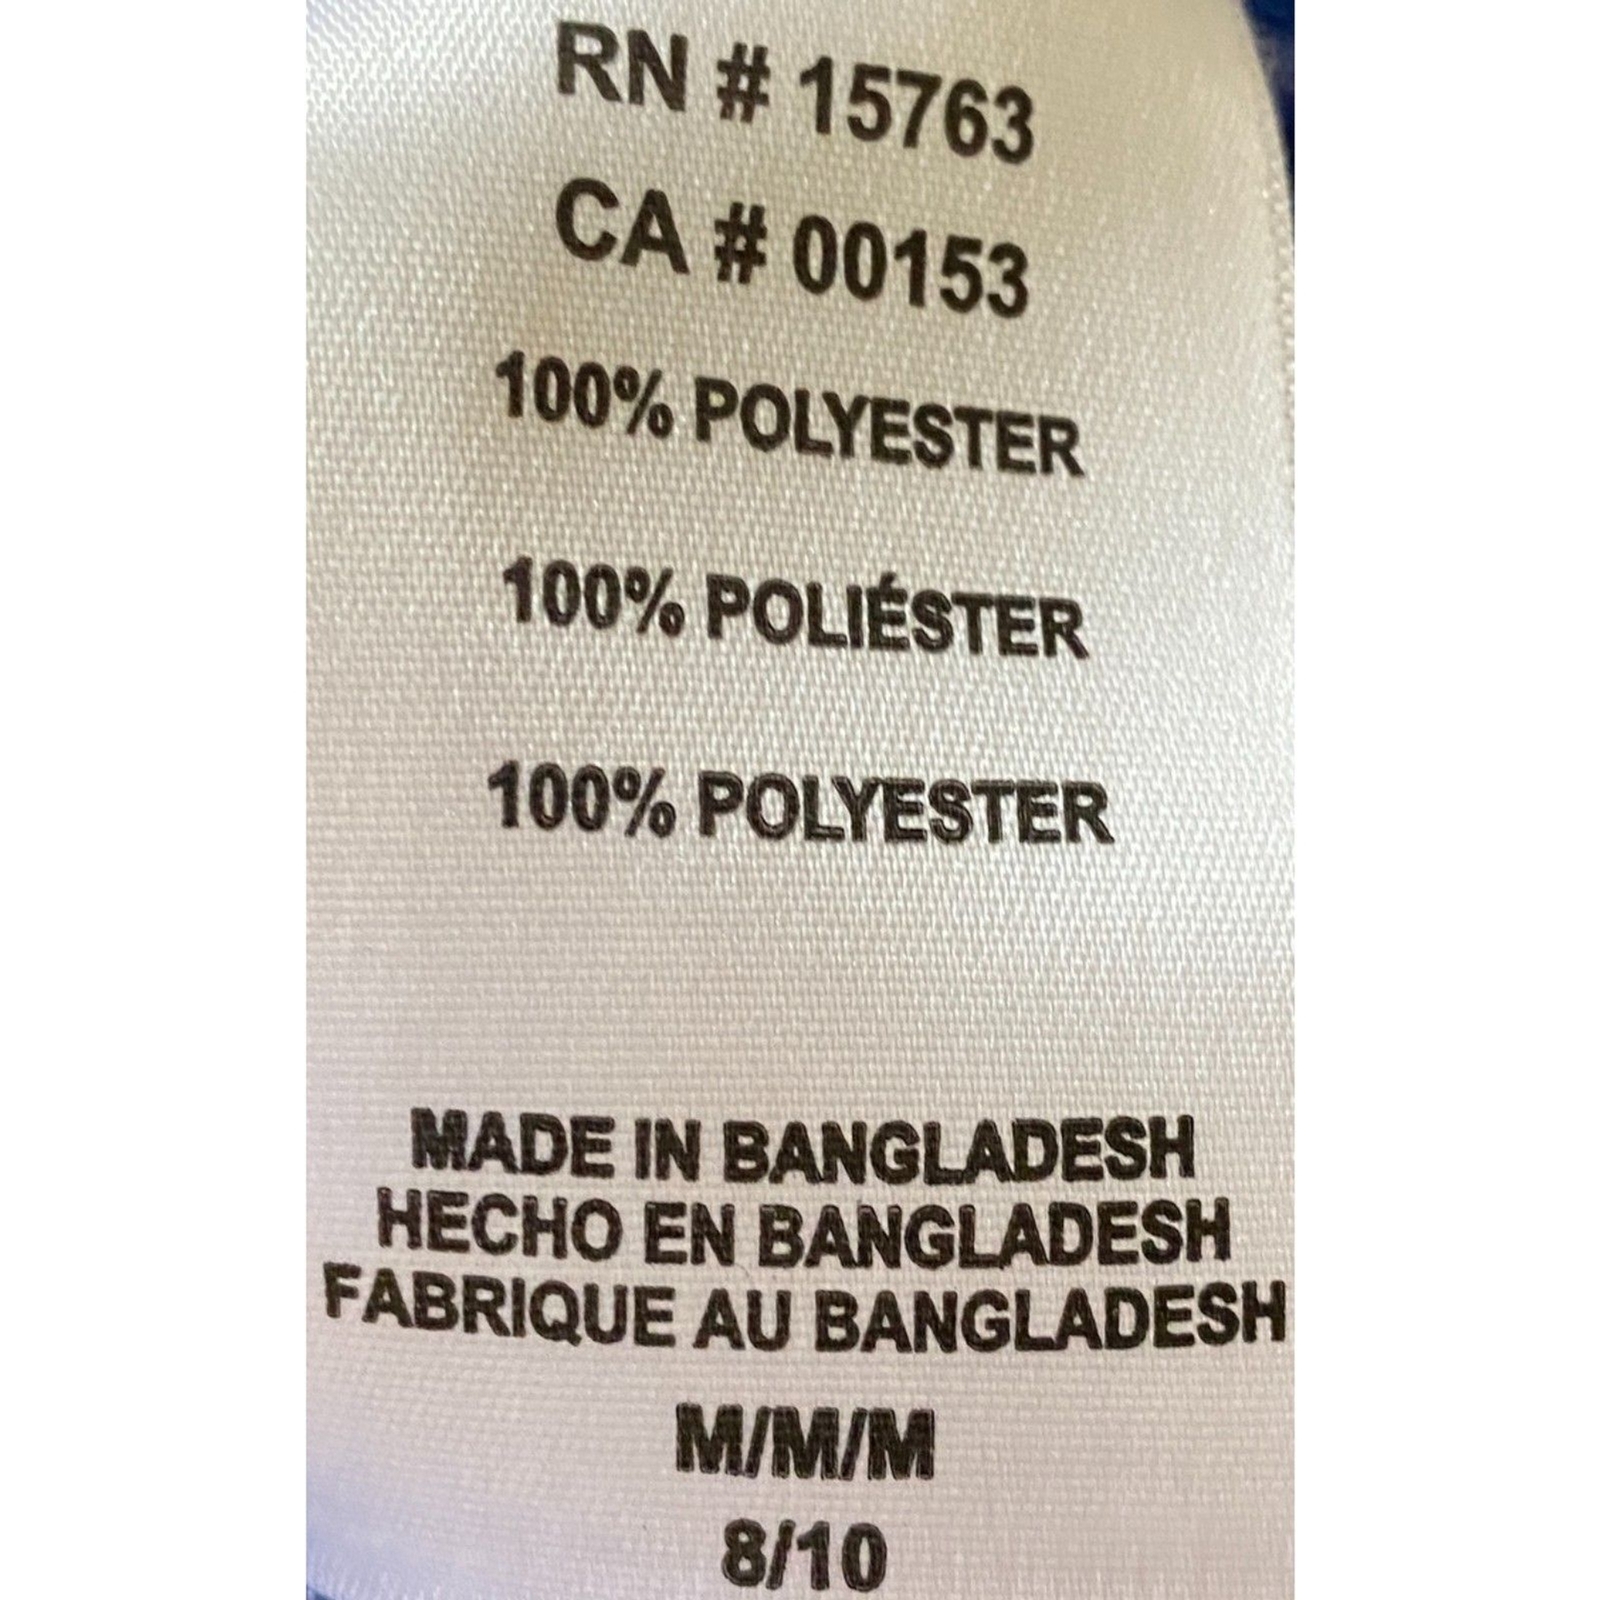 RN # 15763
CA # 00153
100% POLYESTER
100% POLIÉSTER
100% POLYESTER
MADE IN BANGLADESH
HECHO EN BANGLADESH
FABRIQUE AU BANGLADESH
M/M/M
8/10